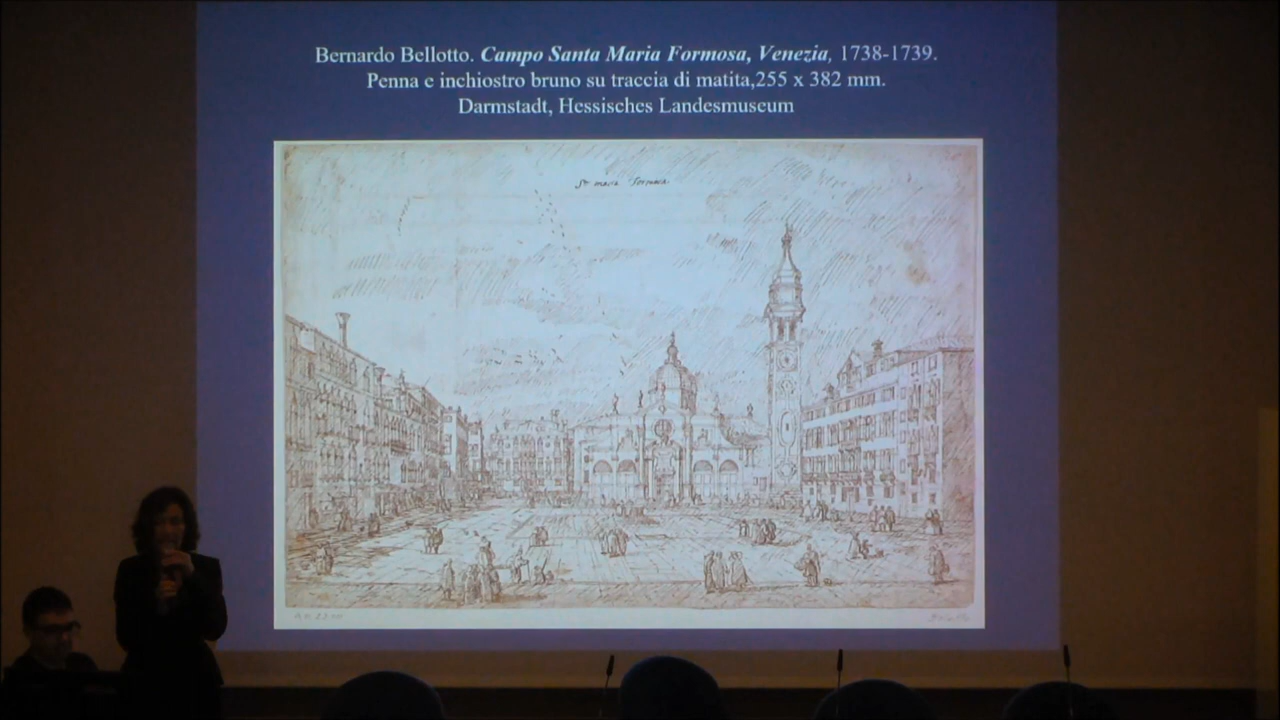 Bernardo Bellotto. Campo Santa Maria Formosa, Venezia, 1738-1739.
Penna e inchiostro bruno su traccia di matita,255 x 382 mm.
Darmstadt, Hessisches Landesmuseum